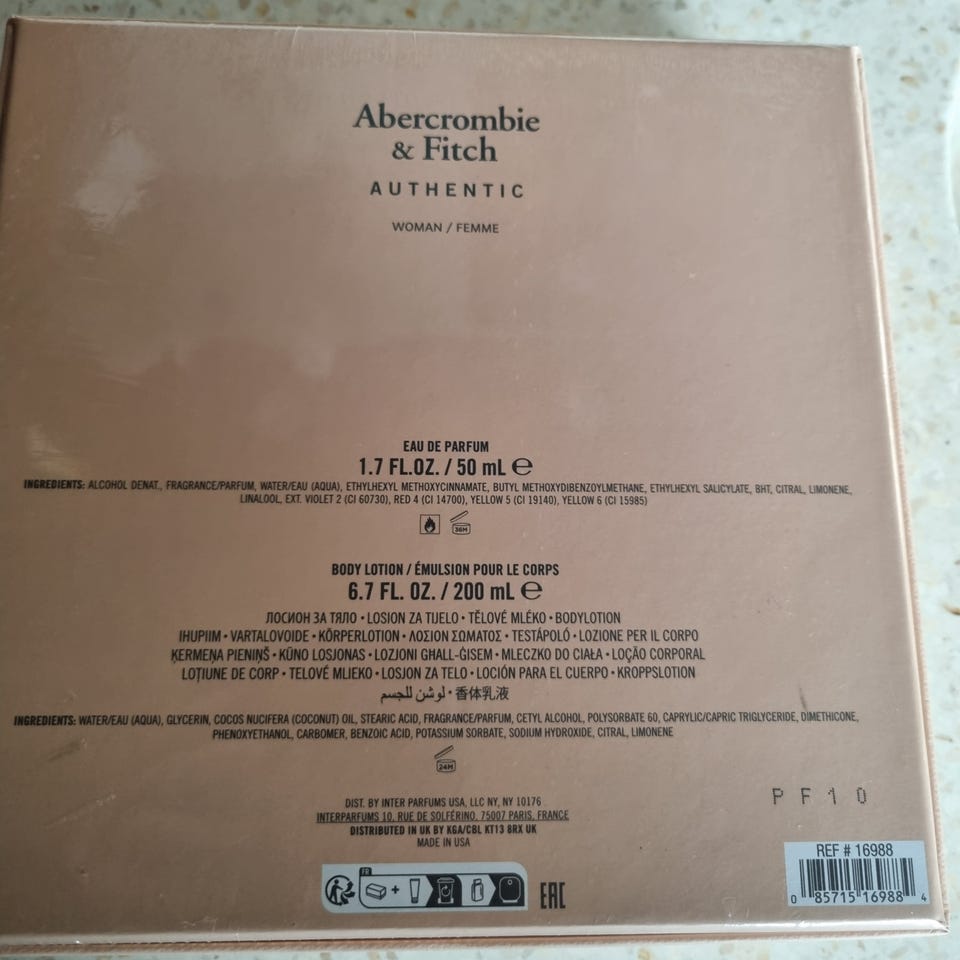 Abercrombie
& Fitch
AUTHENTIC
WOMAN / FEMME
EAU DE PARFUM
1.7 FL.OZ. / 50 mL ℮
INGREDIENTS: ALCOHOL DENAT., FRAGRANCE/PARFUM, WATER/EAU (AQUA), ETHYLHEXYL METHOXYCINNAMATE, BUTYL METHOXYDIBENZOYLMETHANE, ETHYLHEXYL SALICYLATE, BHT, CITRAL, LIMONENE,
LINALOOL, EXT. VIOLET 2 (CI 60730), RED 4 (CI 14700), YELLOW 5 (CI 19140), YELLOW 6 (CI 15985)
36M
BODY LOTION / ÉMULSION POUR LE CORPS
6.7 FL. OZ. / 200 mL ℮
ЛОСИОН ЗА ТЯЛО • LOSION ZA TIJELO • TĚLOVÉ MLÉKO • BODYLOTION
IHUPIIM • VARTALOVOIDE • KÖRPERLOTION • ΛΟΣΙΟΝ ΣΩΜΑΤΟΣ • TESTÁPOLÓ • LOZIONE PER IL CORPO
ĶERMEŅA PIENIŅŠ • KŪNO LOSJONAS • LOZJONI GHALL-ĠISEM • MLECZKO DO CIAŁA • LOÇÃO CORPORAL
LOȚIUNE DE CORP • TELOVÉ MLIEKO • LOSJON ZA TELO • LOCIÓN PARA EL CUERPO • KROPPSLOTION
لوشن للجسم • 香体乳液
INGREDIENTS: WATER/EAU (AQUA), GLYCERIN, COCOS NUCIFERA (COCONUT) OIL, STEARIC ACID, FRAGRANCE/PARFUM, CETYL ALCOHOL, POLYSORBATE 60, CAPRYLIC/CAPRIC TRIGLYCERIDE, DIMETHICONE,
PHENOXYETHANOL, CARBOMER, BENZOIC ACID, POTASSIUM SORBATE, SODIUM HYDROXIDE, CITRAL, LIMONENE
24M
DIST. BY INTER PARFUMS USA, LLC NY, NY 10176
INTERPARFUMS 10, RUE DE SOLFÉRINO, 75007 PARIS, FRANCE
DISTRIBUTED IN UK BY KGA/CBL KT13 8RX UK
MADE IN USA
PF10
REF # 16988
0 85715 16988 4
FR
+
EAC